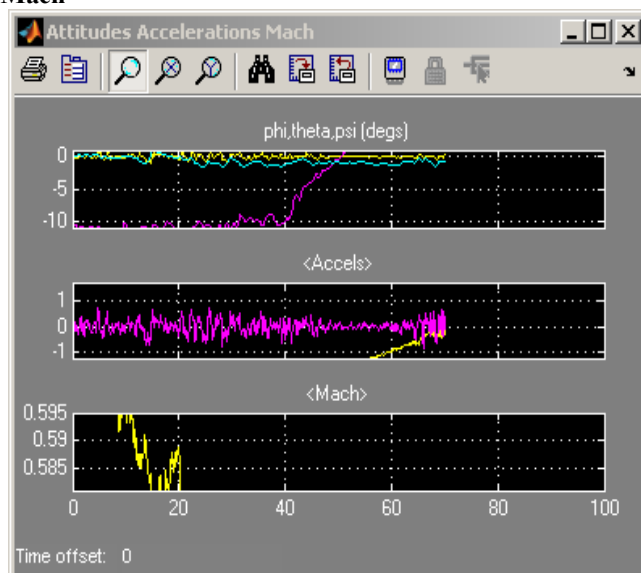 Mach
Attitudes Accelerations Mach
phi,theta,psi (degs)
0
-5
-10
<Accels>
1
0
-1
<Mach>
0.595
0.59
0.585
0 20 40 60 80 100
Time offset: 0